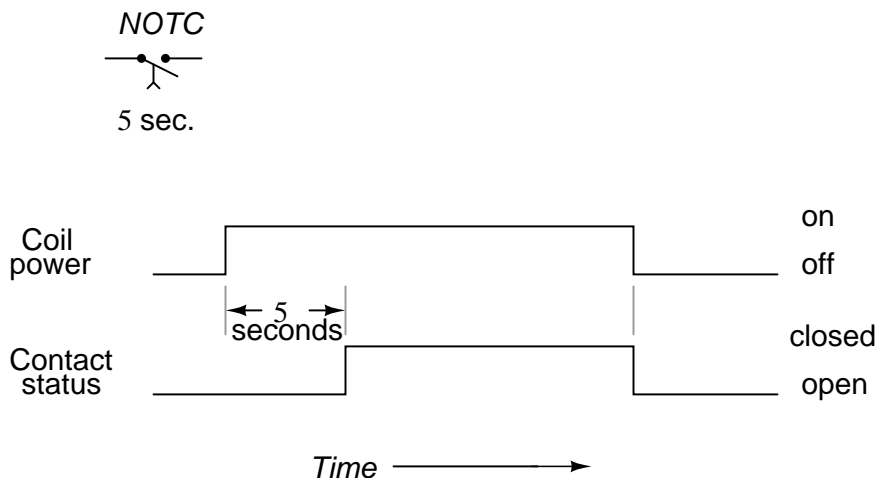 NOTC
5 sec.
Coil
power
on
off
5
seconds
Contact
status
closed
open
Time